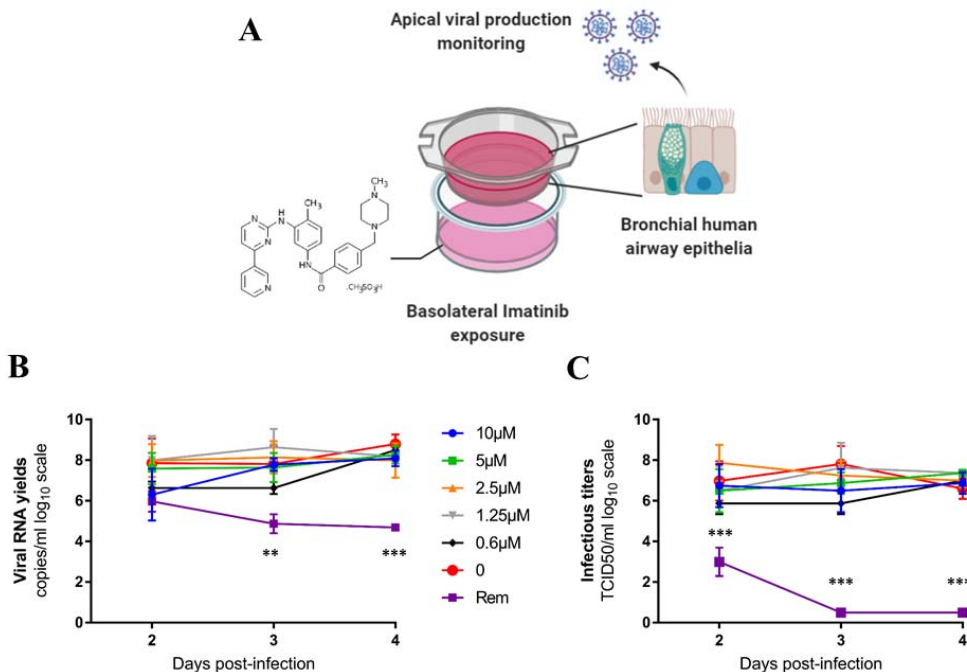 A
Apical viral production
monitoring
CH₃
N
N
CH₃
H
N
N
N
N
H
N
O
.CH₃SO₃H
Bronchial human
airway epithelia
Basolateral Imatinib
exposure
B
Viral RNA yields
copies/ml log₁₀ scale
10
8
6
4
2
0
**
***
2
3
4
Days post-infection
10µM
5µM
2.5µM
1.25µM
0.6µM
0
Rem
C
Infectious titers
TCID50/ml log₁₀ scale
10
8
6
4
2
0
***
***
***
2
3
4
Days post-infection